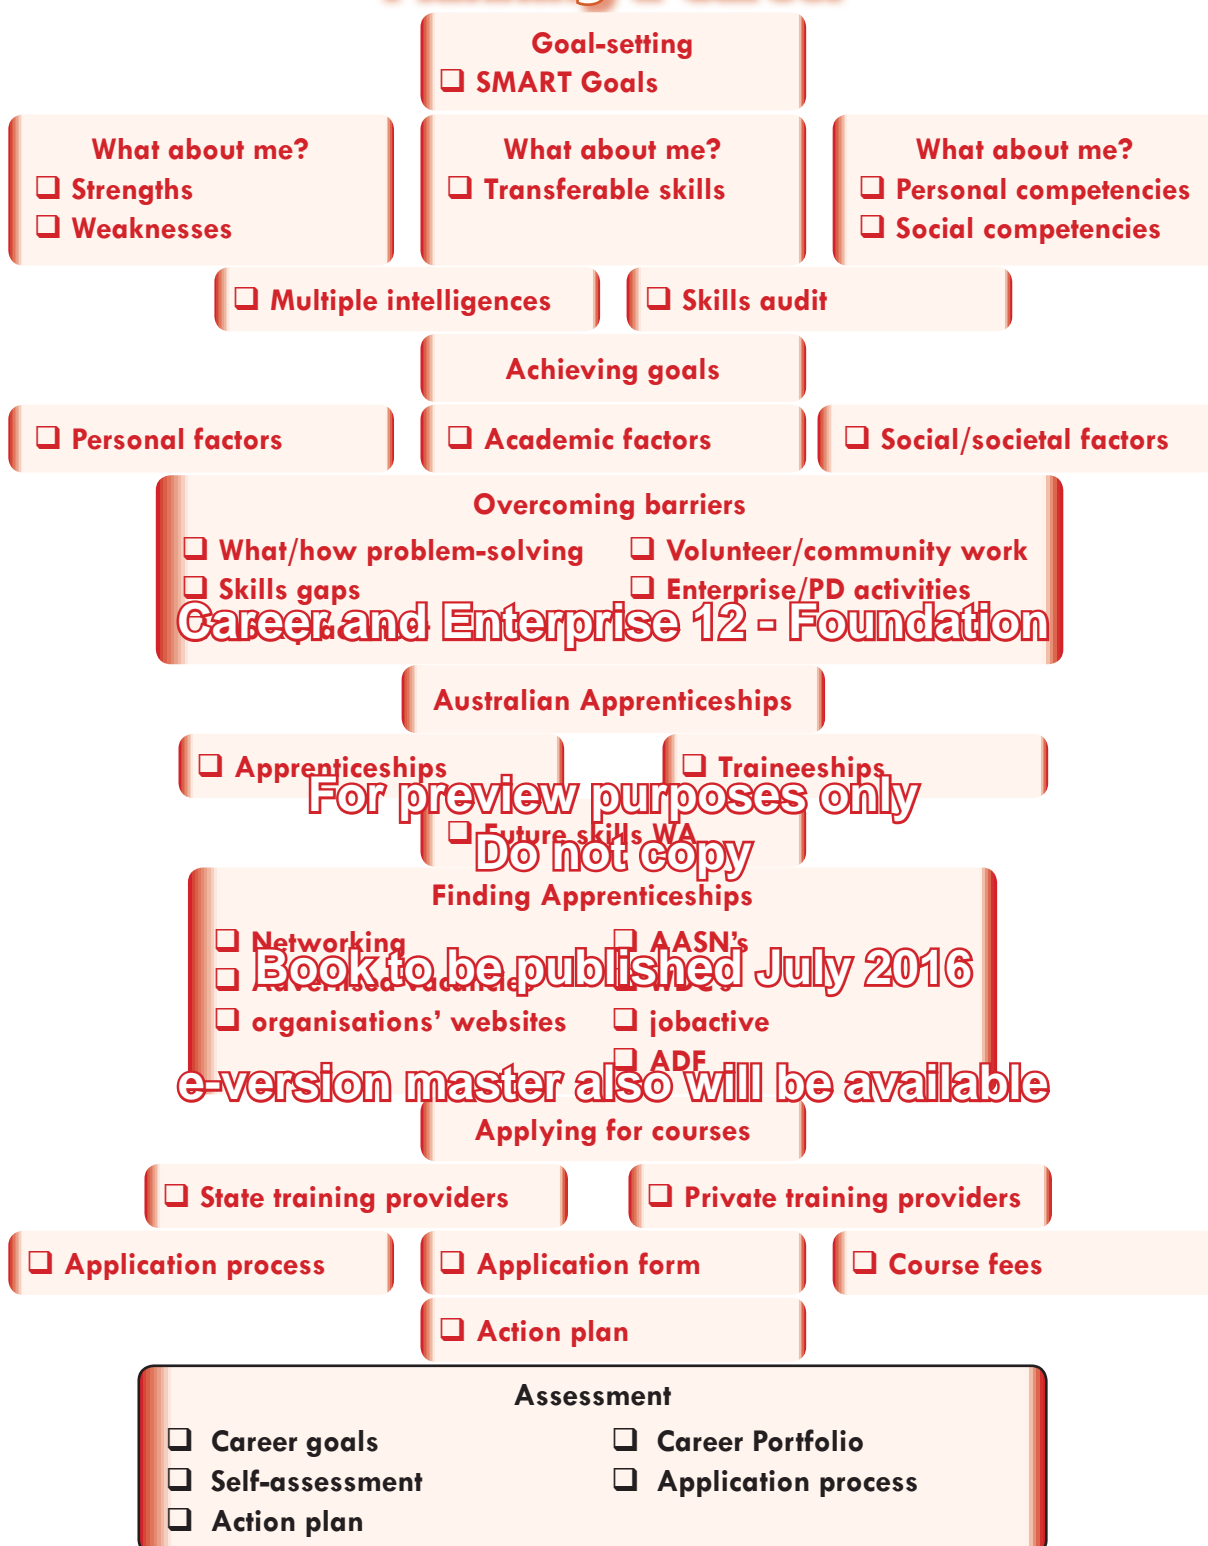 Goal-setting
❑ SMART Goals
What about me?
❑ Strengths
❑ Weaknesses
What about me?
❑ Transferable skills
What about me?
❑ Personal competencies
❑ Social competencies
❑ Multiple intelligences
❑ Skills audit
Achieving goals
❑ Personal factors
❑ Academic factors
❑ Social/societal factors
Overcoming barriers
❑ What/how problem-solving
❑ Skills gaps
❑ Volunteer/community work
❑ Enterprise/PD activities
Career and Enterprise 12 - Foundation
Australian Apprenticeships
❑ Apprenticeships
❑ Traineeships
For preview purposes only
❑ Future skills WA
Do not copy
Finding Apprenticeships
❑ Networking
❑ Advertised vacancies
❑ organisations’ websites
❑ AASN’s
❑ jobactive
❑ ADF
Book to be published July 2016
e-version master also will be available
Applying for courses
❑ State training providers
❑ Private training providers
❑ Application process
❑ Application form
❑ Course fees
❑ Action plan
Assessment
❑ Career goals
❑ Self-assessment
❑ Action plan
❑ Career Portfolio
❑ Application process